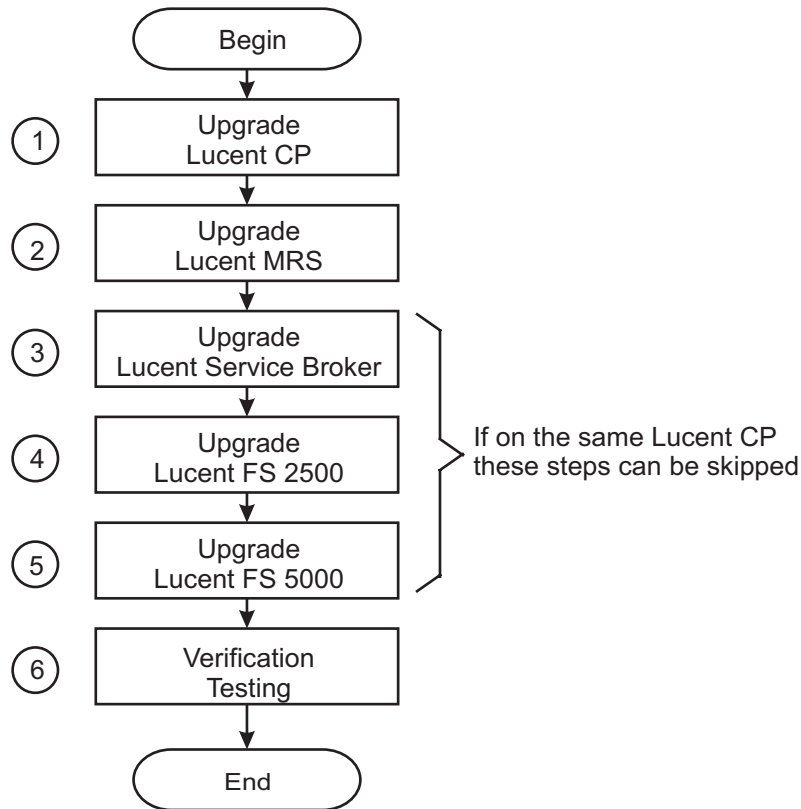 Begin
1
Upgrade
Lucent CP
2
Upgrade
Lucent MRS
3
Upgrade
Lucent Service Broker
4
Upgrade
Lucent FS 2500
If on the same Lucent CP
these steps can be skipped
5
Upgrade
Lucent FS 5000
6
Verification
Testing
End